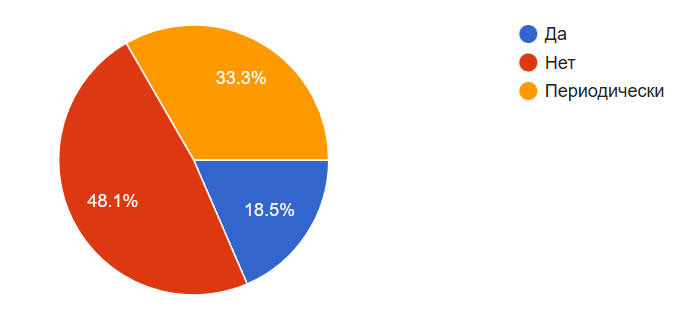 Да
Нет
Периодически
33.3%
48.1%
18.5%